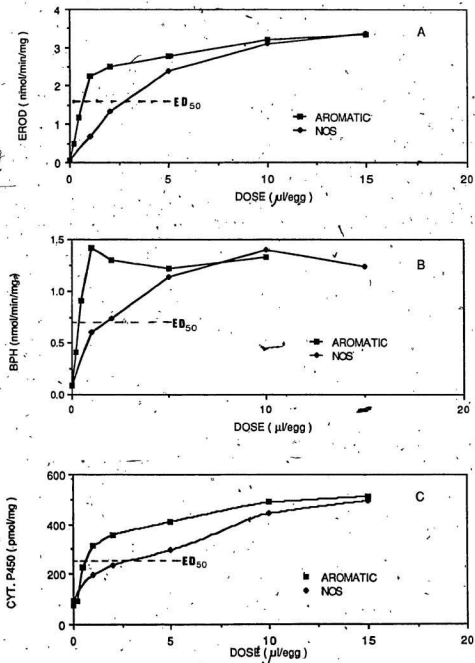 4
3
2
1
0
EROD ( nmol/min/mg )
A
ED50
AROMATIC
NOS
0 5 10 15 20
DOSE ( µl/egg )
1.5
1.0
0.5
0.0
BPH (nmol/min/mg)
B
ED50
AROMATIC
NOS
0 10 20
DOSE ( µl/egg )
600
400
200
0
CYT. P450 (pmol/mg)
C
ED50
AROMATIC
NOS
0 5 10 15 20
DOSE ( µl/egg )